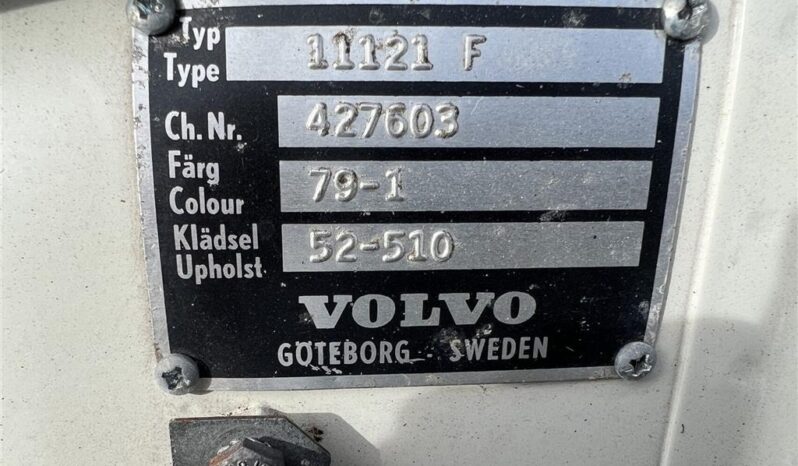 Typ
Type 11121 F
Ch. Nr. 427603
Färg
Colour 79-1
Klädsel
Upholst 52-510
VOLVO
GÖTEBORG - SWEDEN